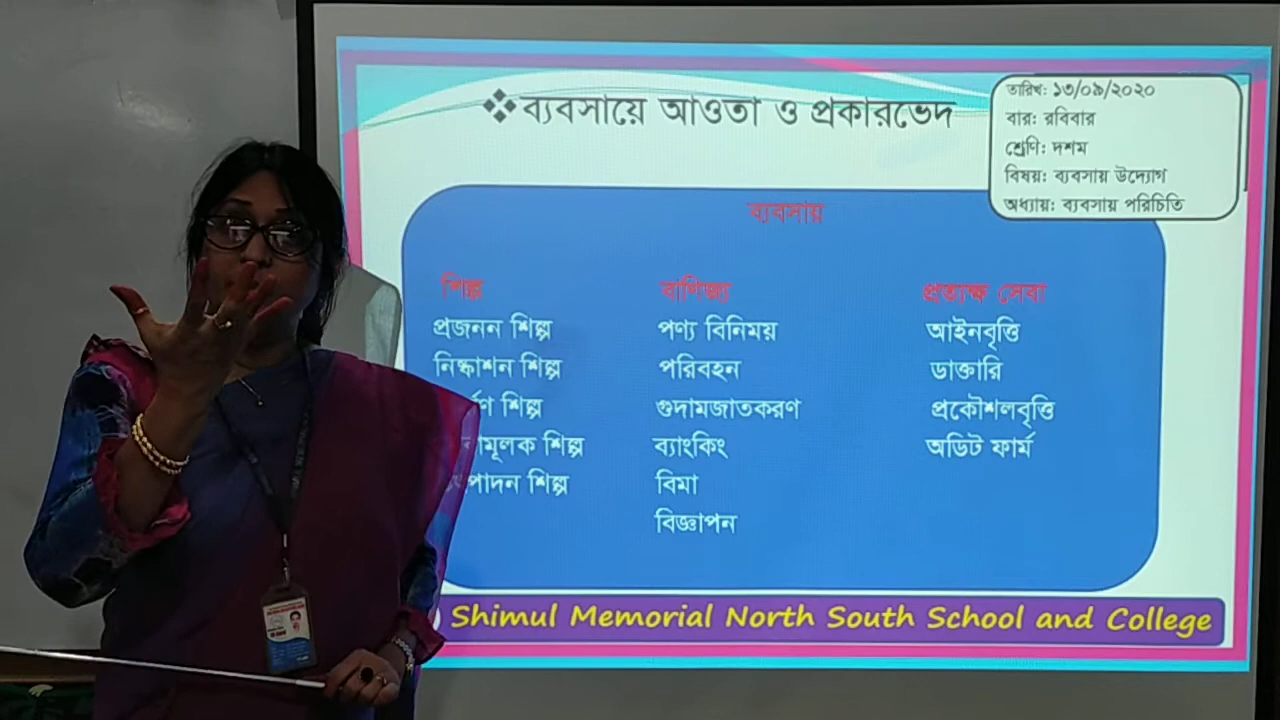 ❖ব্যবসায়ে আওতা ও প্রকারভেদ
তারিখ: ১৩/০৯/২০২০
বার: রবিবার
শ্রেণি: দশম
বিষয়: ব্যবসায় উদ্যোগ
অধ্যায়: ব্যবসায় পরিচিতি
ব্যবসায়
শিল্প
প্রজনন শিল্প
নিষ্কাশন শিল্প
শিল্প
শিল্প
শিল্প
বাণিজ্য
পণ্য বিনিময়
পরিবহন
গুদামজাতকরণ
ব্যাংকিং
বিমা
বিজ্ঞাপন
প্রত্যক্ষ সেবা
আইনবৃত্তি
ডাক্তারি
প্রকৌশলবৃত্তি
অডিট ফার্ম
Shimul Memorial North South School and College